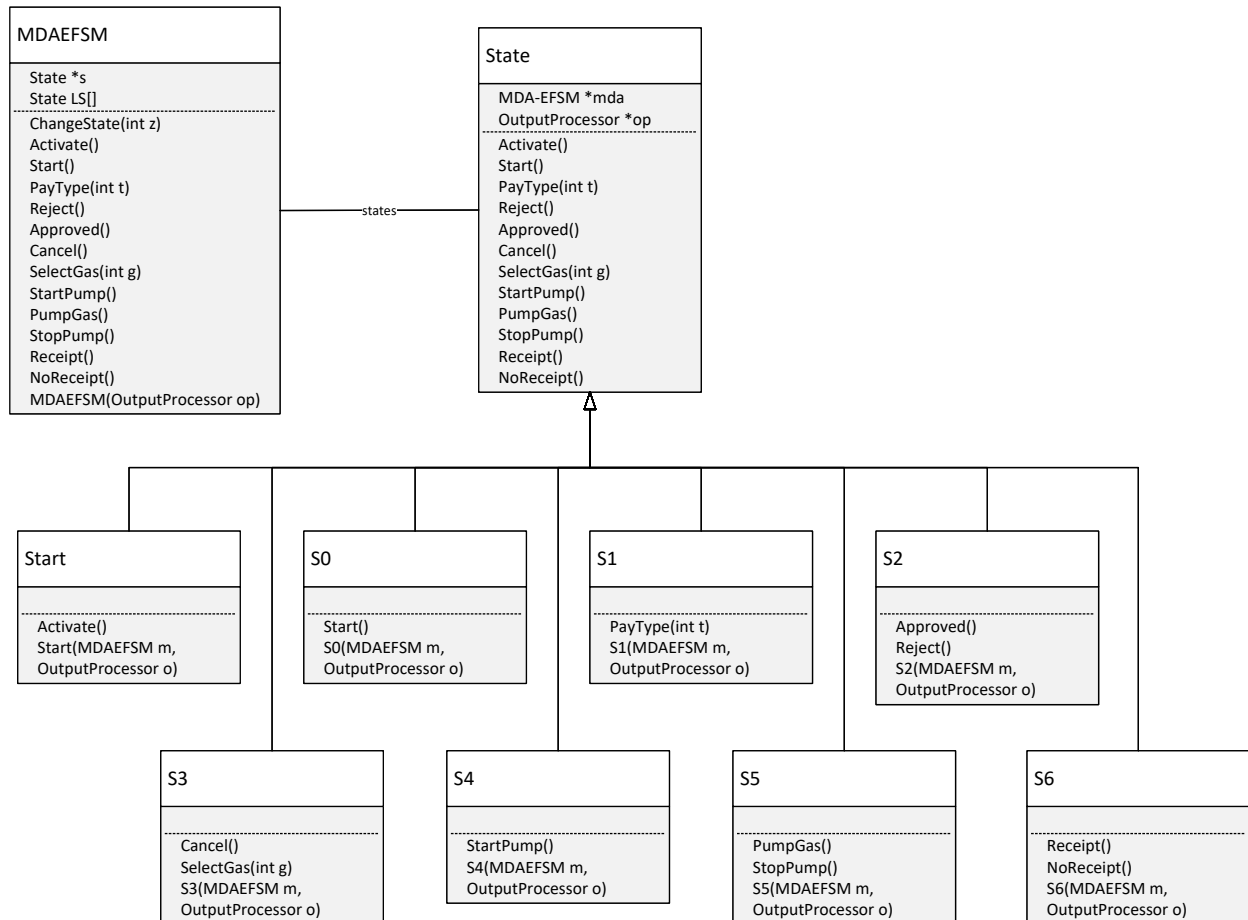 MDAEFSM
State *s
State LS[]
ChangeState(int z)
Activate()
Start()
PayType(int t)
Reject()
Approved()
Cancel()
SelectGas(int g)
StartPump()
PumpGas()
StopPump()
Receipt()
NoReceipt()
MDAEFSM(OutputProcessor op)
states
State
MDA-EFSM *mda
OutputProcessor *op
Activate()
Start()
PayType(int t)
Reject()
Approved()
Cancel()
SelectGas(int g)
StartPump()
PumpGas()
StopPump()
Receipt()
NoReceipt()
Start
Activate()
Start(MDAEFSM m,
OutputProcessor o)
S0
Start()
S0(MDAEFSM m,
OutputProcessor o)
S1
PayType(int t)
S1(MDAEFSM m,
OutputProcessor o)
S2
Approved()
Reject()
S2(MDAEFSM m,
OutputProcessor o)
S3
Cancel()
SelectGas(int g)
S3(MDAEFSM m,
OutputProcessor o)
S4
StartPump()
S4(MDAEFSM m,
OutputProcessor o)
S5
PumpGas()
StopPump()
S5(MDAEFSM m,
OutputProcessor o)
S6
Receipt()
NoReceipt()
S6(MDAEFSM m,
OutputProcessor o)